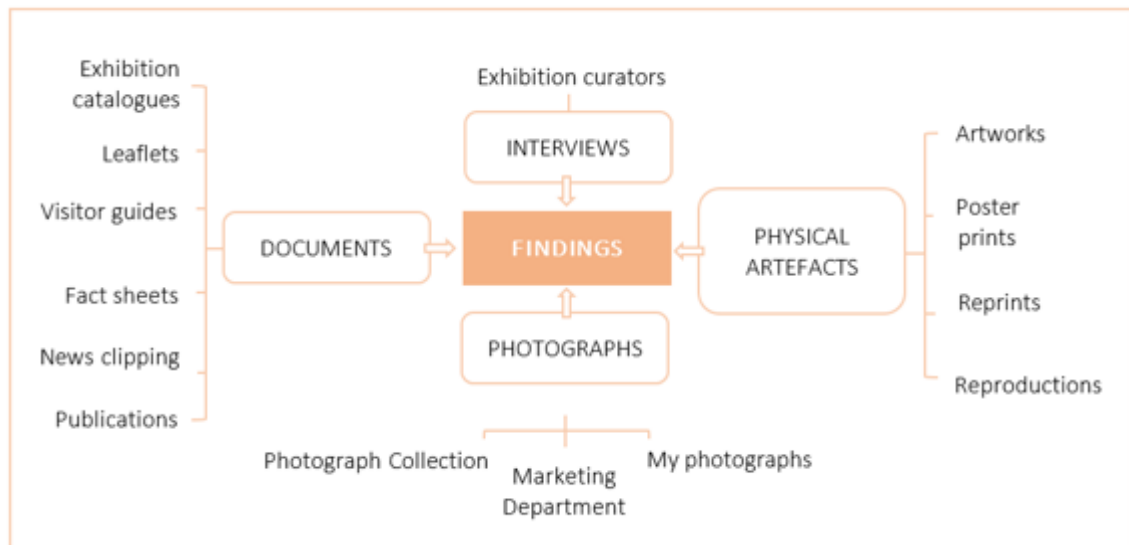 Exhibition
catalogues
Leaflets
Visitor guides
Fact sheets
News clipping
Publications
DOCUMENTS
Exhibition curators
INTERVIEWS
FINDINGS
PHOTOGRAPHS
Photograph Collection
Marketing
Department
My photographs
PHYSICAL
ARTEFACTS
Artworks
Poster
prints
Reprints
Reproductions